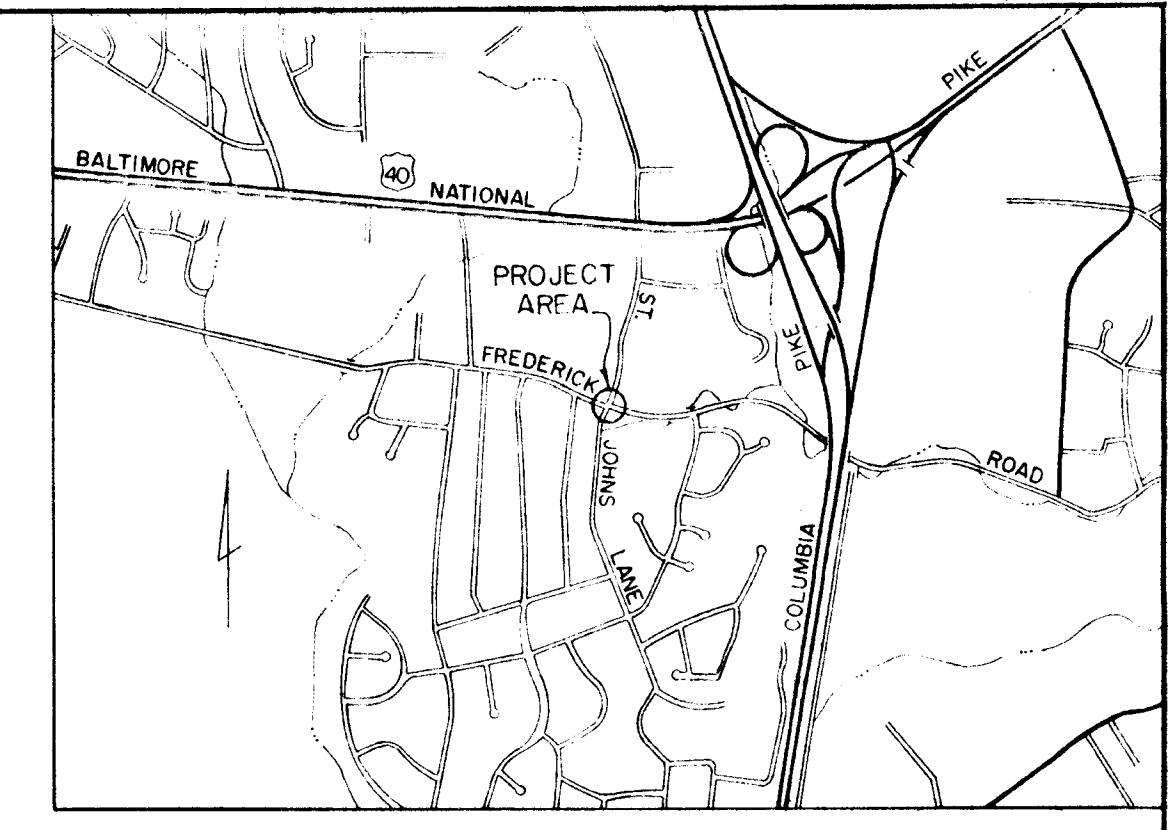 PIKE
BALTIMORE
40
NATIONAL
PROJECT
AREA
ST.
PIKE
FREDERICK
JOHNS
ROAD
COLUMBIA
LANE